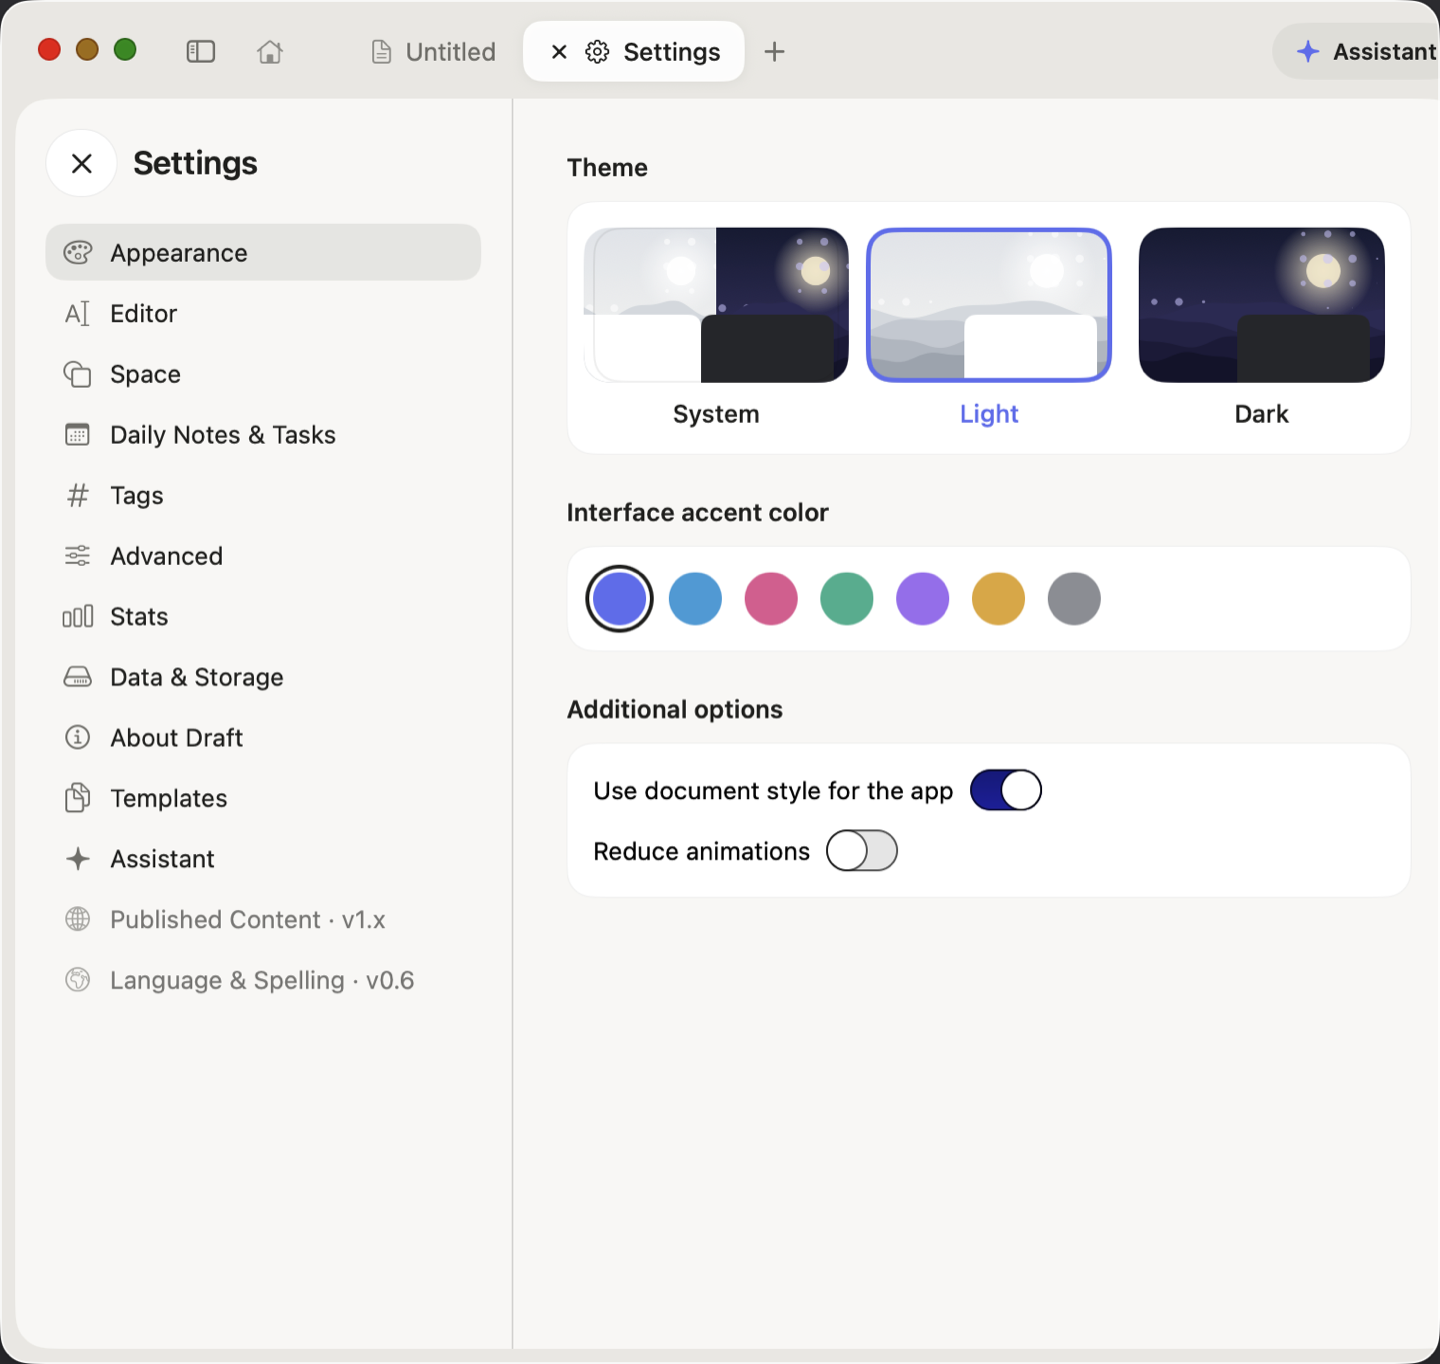 Untitled
Settings
Assistant
Settings
Appearance
Editor
Space
Daily Notes & Tasks
Tags
Advanced
Stats
Data & Storage
About Draft
Templates
Assistant
Published Content · v1.x
Language & Spelling · v0.6
Theme
System
Light
Dark
Interface accent color
Additional options
Use document style for the app
Reduce animations